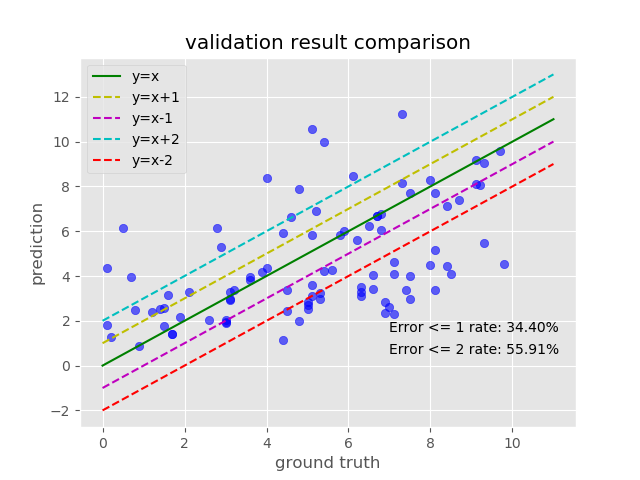 validation result comparison
y=x
y=x+1
y=x-1
y=x+2
y=x-2
12
10
8
6
4
2
0
−2
prediction
Error <= 1 rate: 34.40%
Error <= 2 rate: 55.91%
0 2 4 6 8 10
ground truth